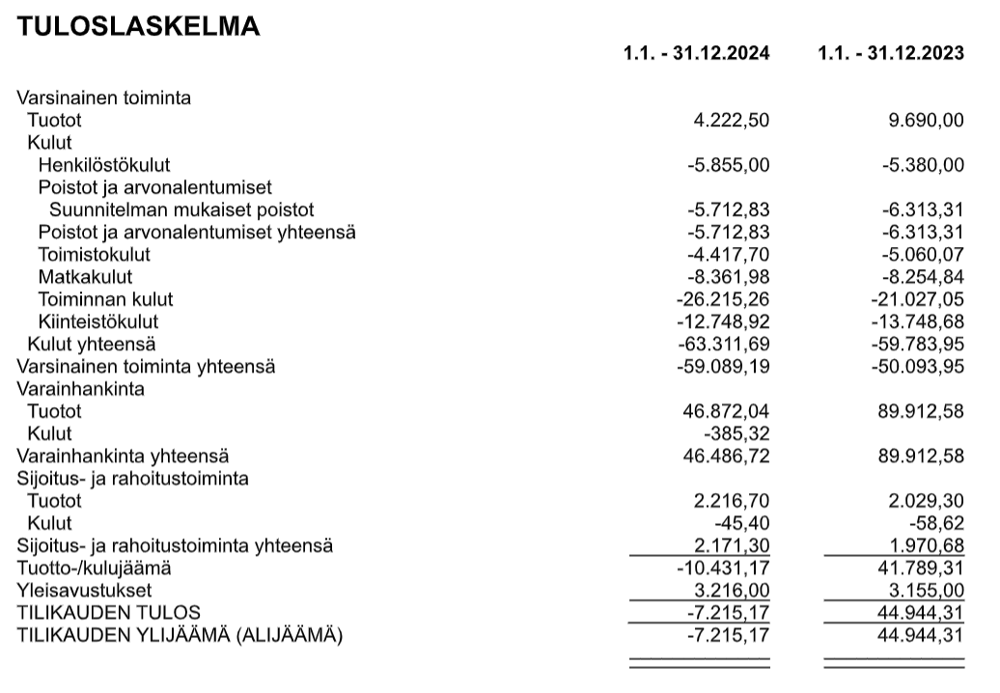 TULOSLASKELMA
1.1. - 31.12.2024 1.1. - 31.12.2023
Varsinainen toiminta
Tuotot 4.222,50 9.690,00
Kulut
Henkilöstökulut -5.855,00 -5.380,00
Poistot ja arvonalentumiset
Suunnitelman mukaiset poistot -5.712,83 -6.313,31
Poistot ja arvonalentumiset yhteensä -5.712,83 -6.313,31
Toimistokulut -4.417,70 -5.060,07
Matkakulut -8.361,98 -8.254,84
Toiminnan kulut -26.215,26 -21.027,05
Kiinteistökulut -12.748,92 -13.748,68
Kulut yhteensä -63.311,69 -59.783,95
Varsinainen toiminta yhteensä -59.089,19 -50.093,95
Varainhankinta
Tuotot 46.872,04 89.912,58
Kulut -385,32
Varainhankinta yhteensä 46.486,72 89.912,58
Sijoitus- ja rahoitustoiminta
Tuotot 2.216,70 2.029,30
Kulut -45,40 -58,62
Sijoitus- ja rahoitustoiminta yhteensä 2.171,30 1.970,68
Tuotto-/kulujäämä -10.431,17 41.789,31
Yleisavustukset 3.216,00 3.155,00
TILIKAUDEN TULOS -7.215,17 44.944,31
TILIKAUDEN YLIJÄÄMÄ (ALIJÄÄMÄ) -7.215,17 44.944,31